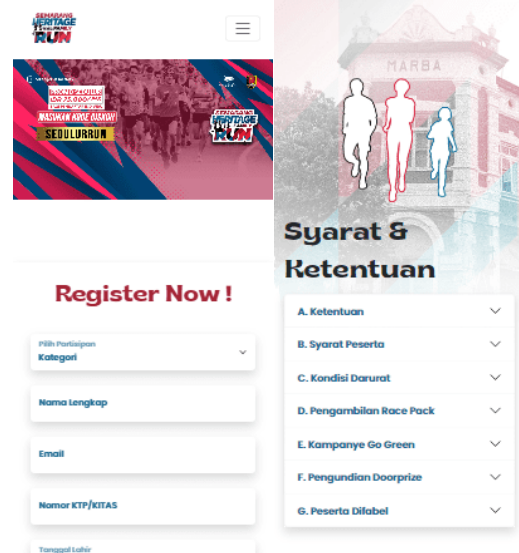 SEMARANG
HERITAGE
RUN
MASUKAN KODE DISKON
SEDULURRUN
SEMARANG
HERITAGE
RUN
Register Now !
Pilih Partisipan
Kategori
Nama Lengkap
Email
Nomor KTP/KITAS
Tanggal Lahir
MARBA
Syarat &
Ketentuan
A. Ketentuan
B. Syarat Peserta
C. Kondisi Darurat
D. Pengambilan Race Pack
E. Kampanye Go Green
F. Pengundian Doorprize
G. Peserta Difabel